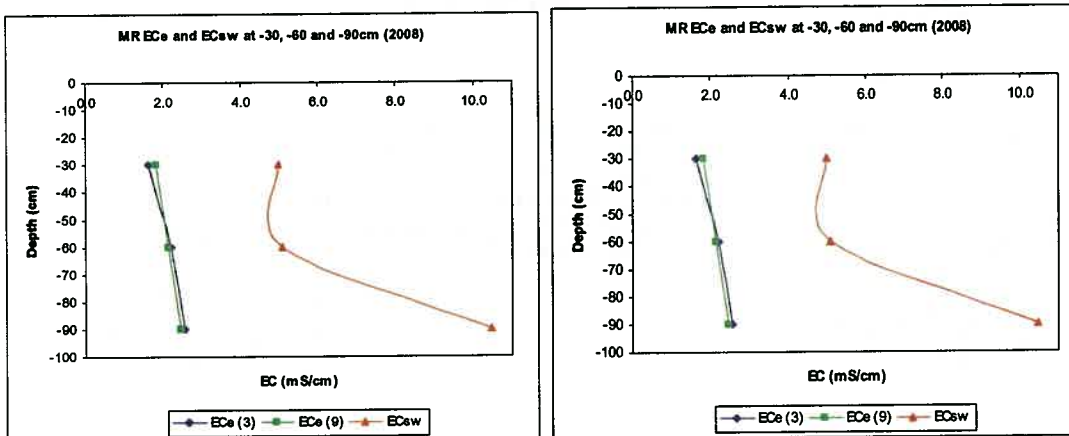 MR ECe and ECsw at -30, -60 and -90cm (2008)
0
0.0 2.0 4.0 6.0 8.0 10.0
-10
-20
-30
-40
-50
-60
-70
-80
-90
-100
Depth (cm)
EC (mS/cm)
ECe (3) ECe (9) ECsw
MR ECe and ECsw at -30, -60 and -90cm (2008)
0
0.0 2.0 4.0 6.0 8.0 10.0
-10
-20
-30
-40
-50
-60
-70
-80
-90
-100
Depth (cm)
EC (mS/cm)
ECe (3) ECe (9) ECsw